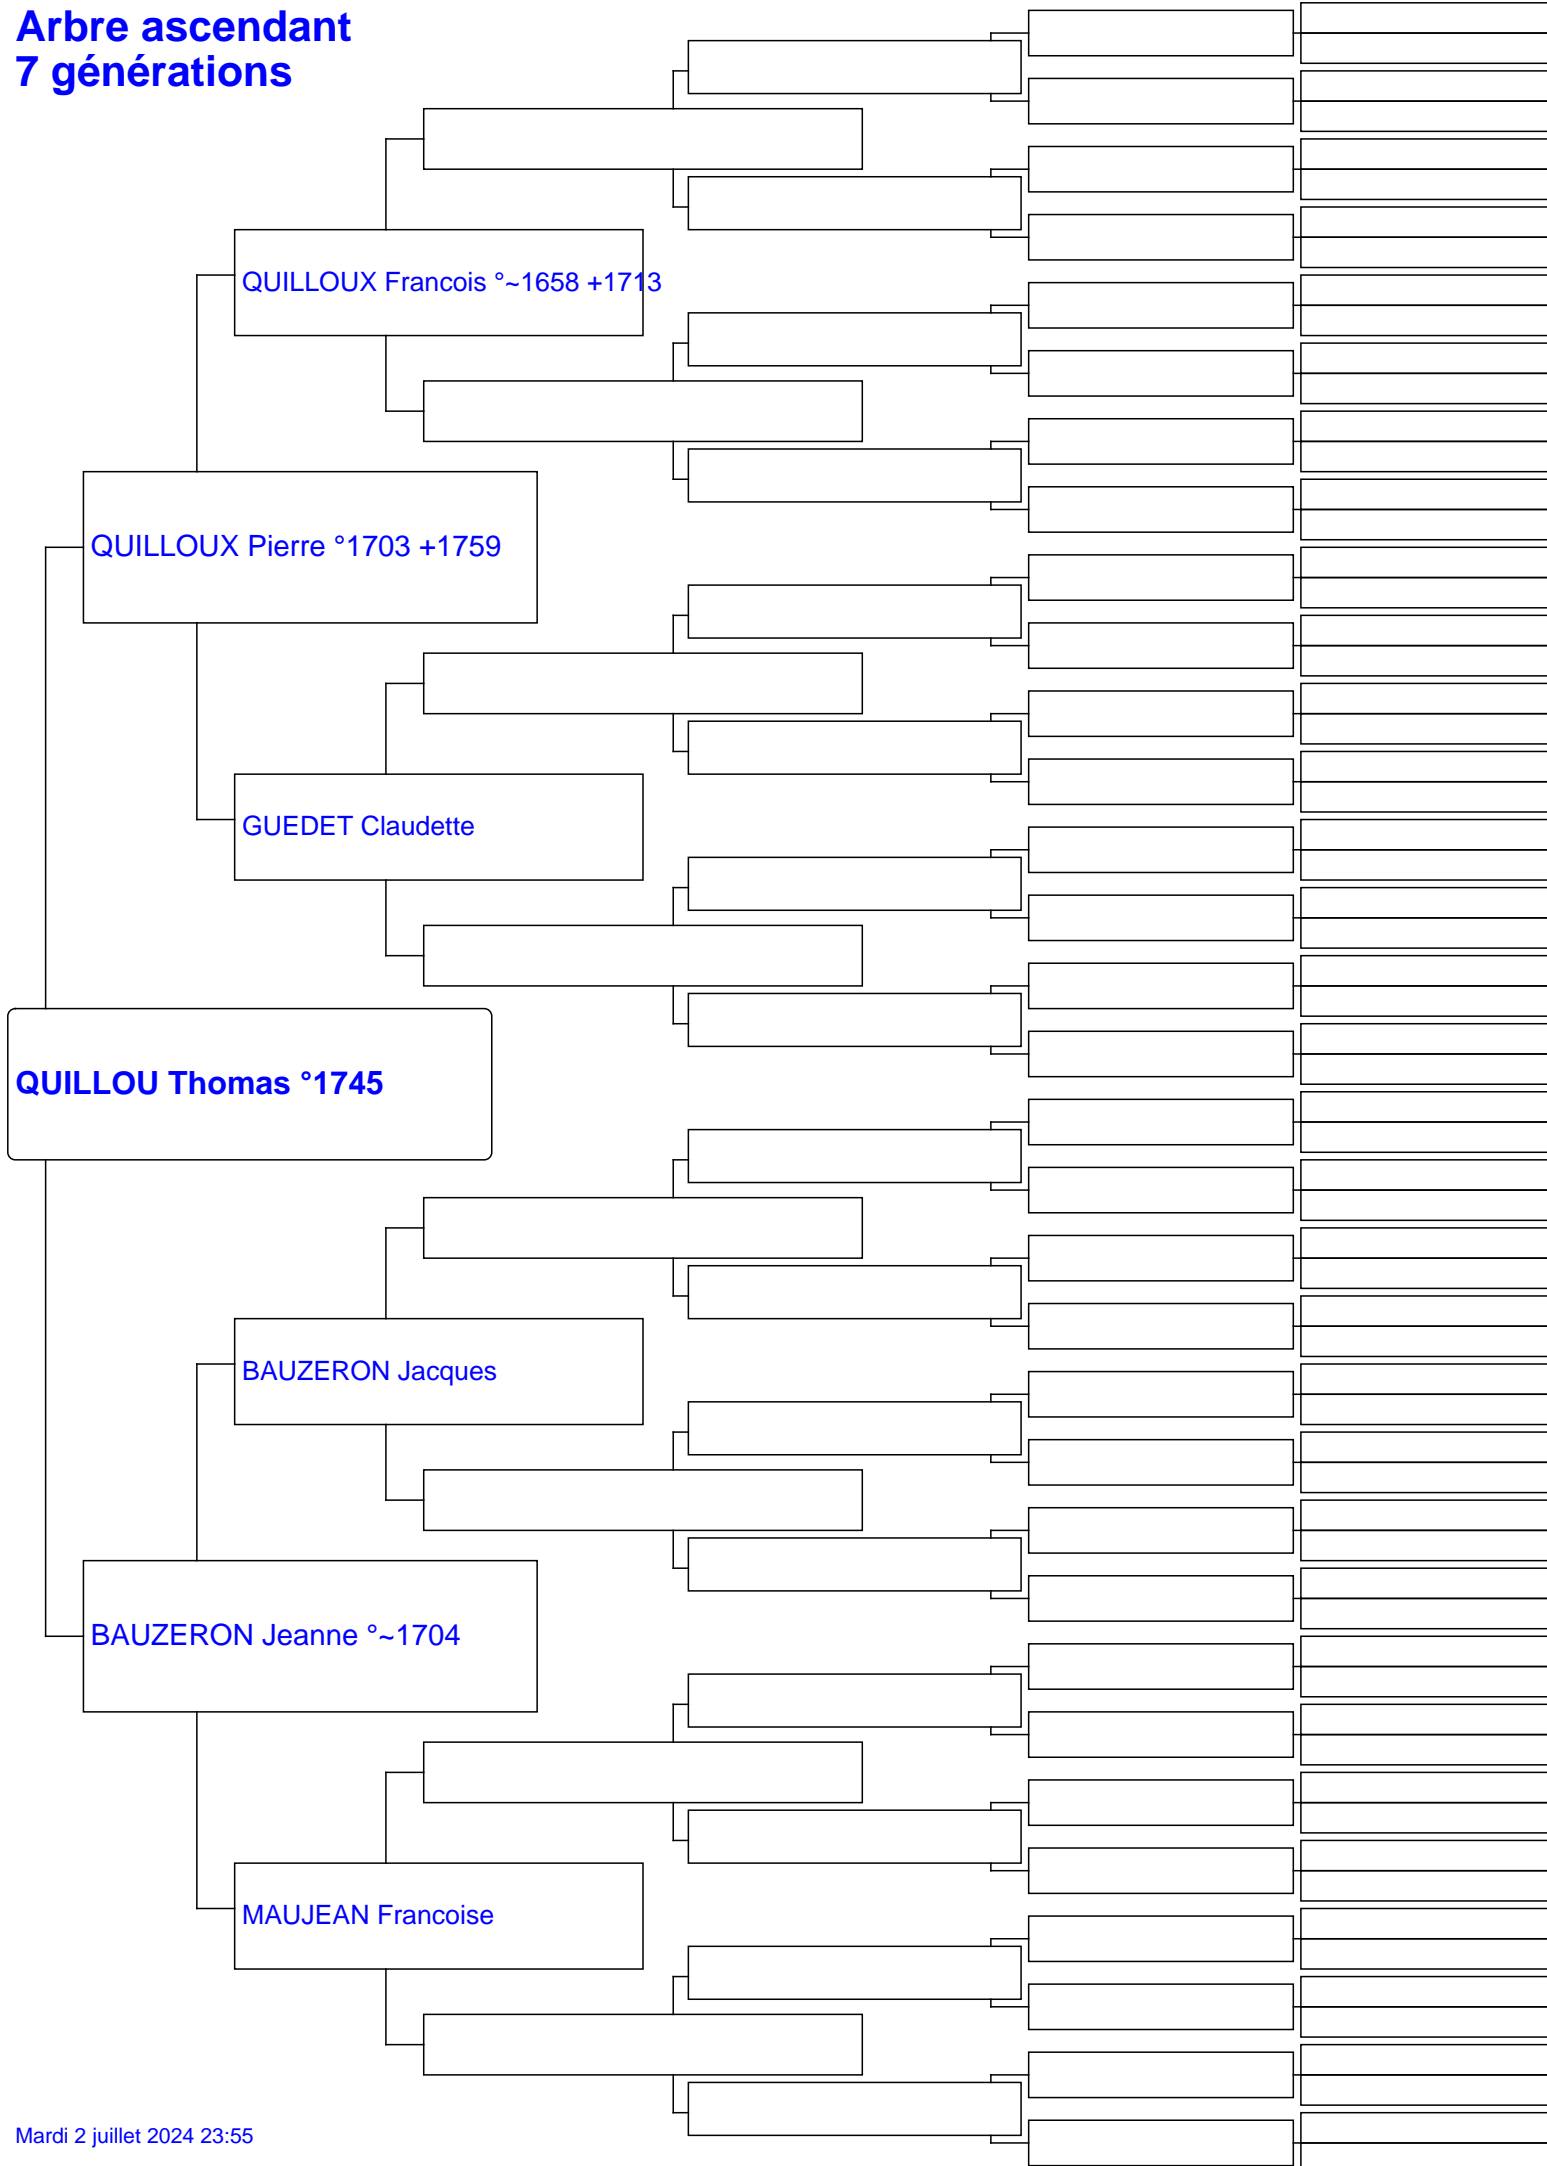 Arbre ascendant
7 générations
QUILLOUX Francois °~1658 +1713
QUILLOUX Pierre °1703 +1759
GUEDET Claudette
QUILLOU Thomas °1745
BAUZERON Jacques
BAUZERON Jeanne °~1704
MAUJEAN Francoise
Mardi 2 juillet 2024 23:55